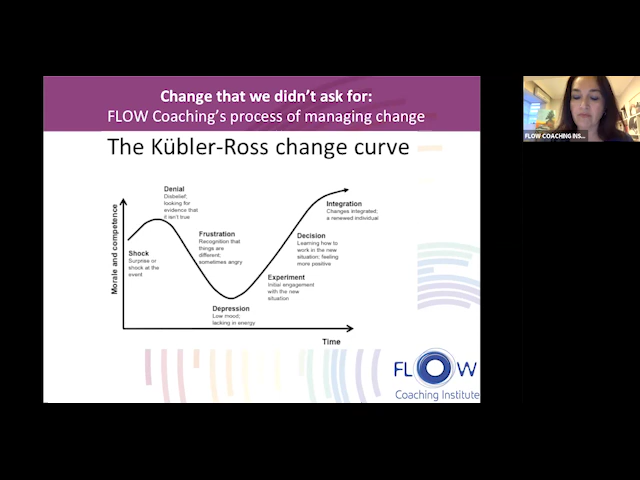 Change that we didn't ask for:
FLOW Coaching's process of managing change
The Kübler-Ross change curve
Morale and competence
Shock
Surprise or
shock at the
event
Denial
Disbelief;
looking for
evidence that
it isn't true
Frustration
Recognition that
things are
different;
sometimes angry
Depression
Low mood;
lacking in energy
Experiment
Initial engagement
with the new
situation
Decision
Learning how to
work in the new
situation; feeling
more positive
Integration
Changes integrated;
a renewed individual
Time
FLOW
Coaching Institute
FLOW COACHING INS...